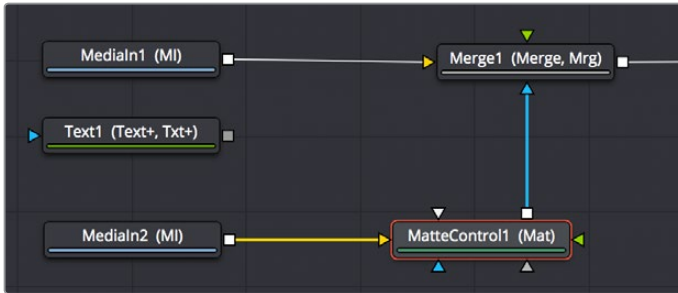 MediaIn1 (MI)
Merge1 (Merge, Mrg)
Text1 (Text+, Txt+)
MediaIn2 (MI)
MatteControl1 (Mat)